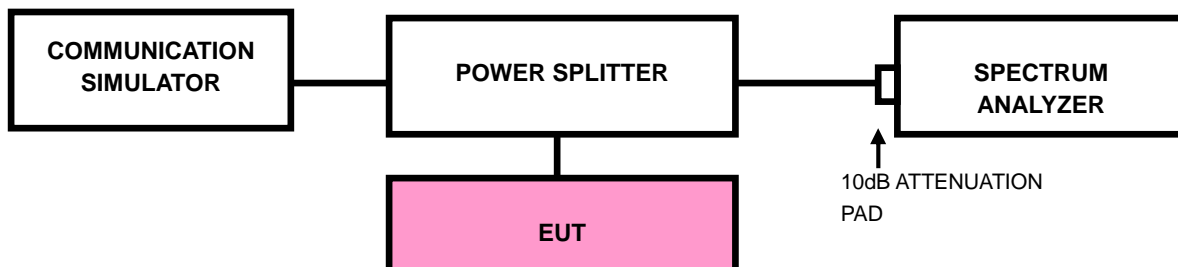 COMMUNICATION
SIMULATOR
POWER SPLITTER
SPECTRUM
ANALYZER
10dB ATTENUATION
PAD
EUT